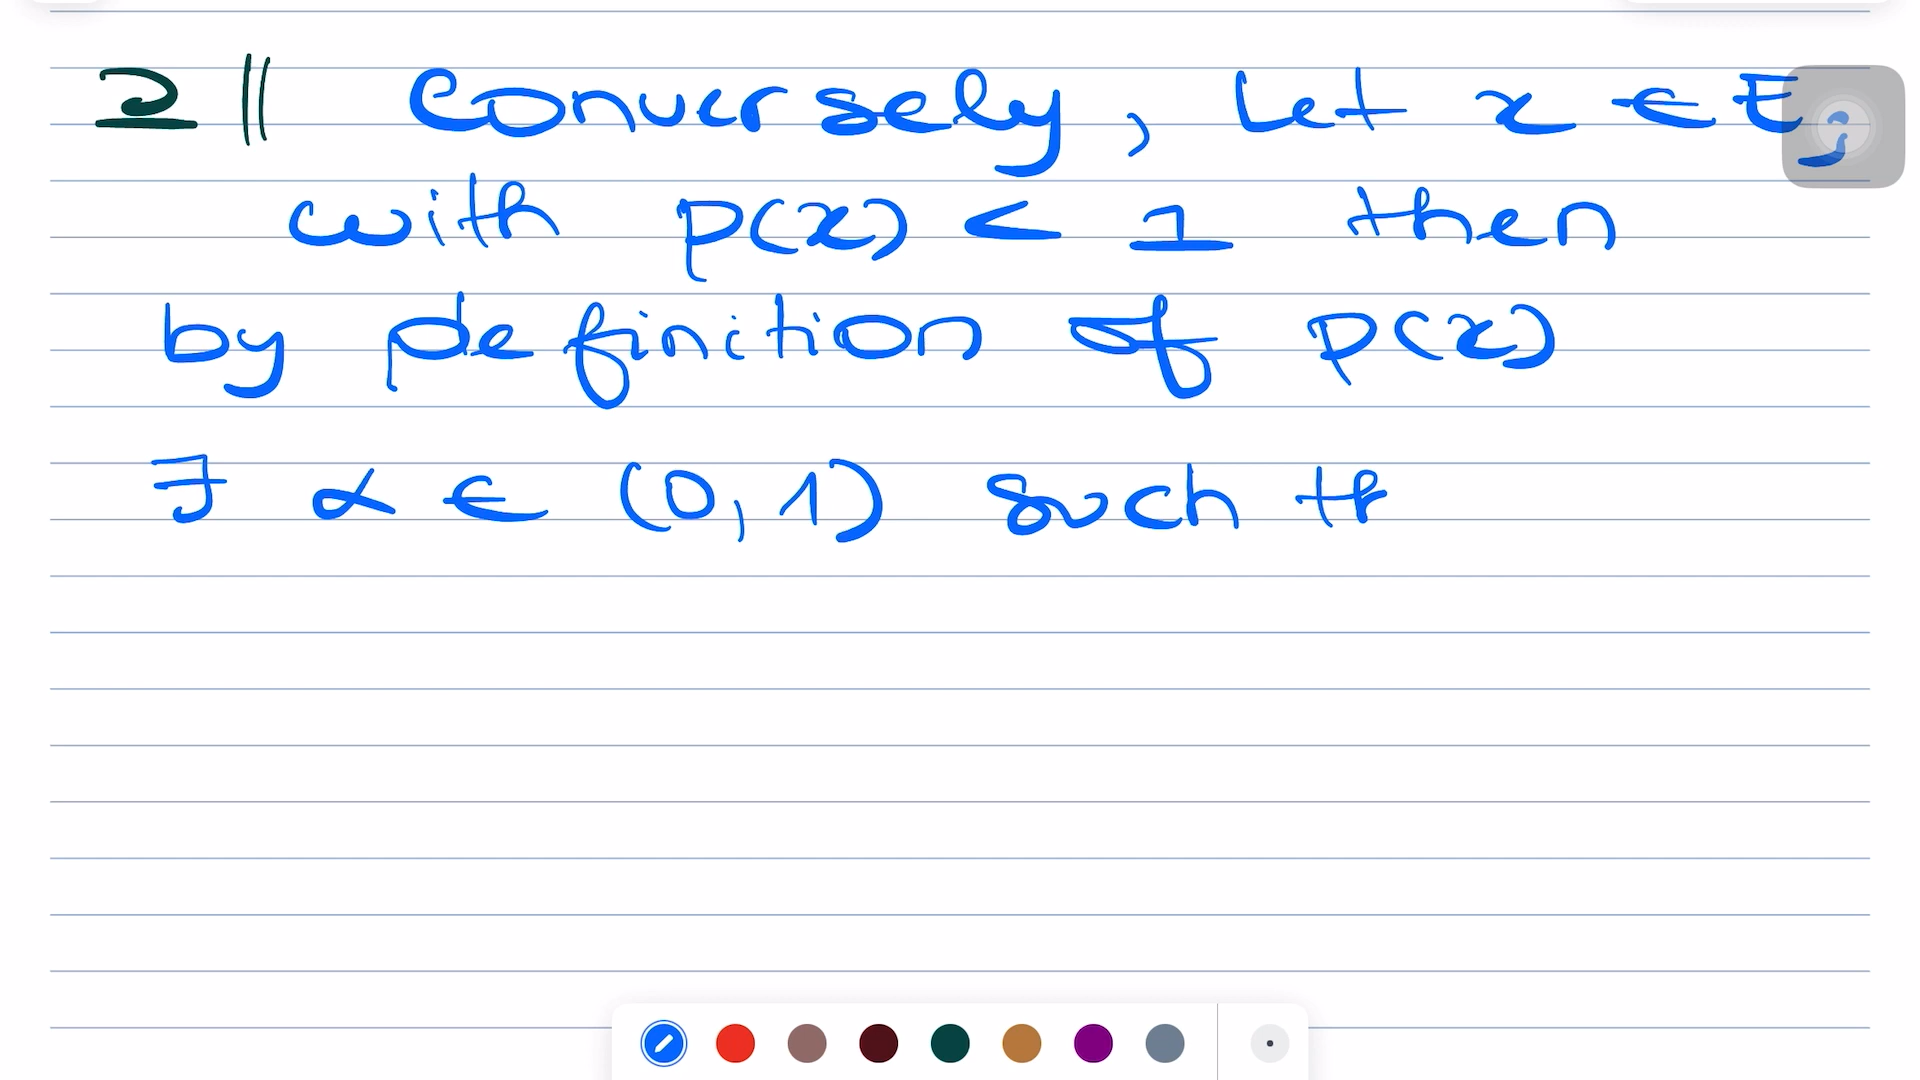 2 || Conversely, Let x ∈ E,
with p(x) < 1 then
by definition of p(x)
∃ α ∈ (0,1) such th